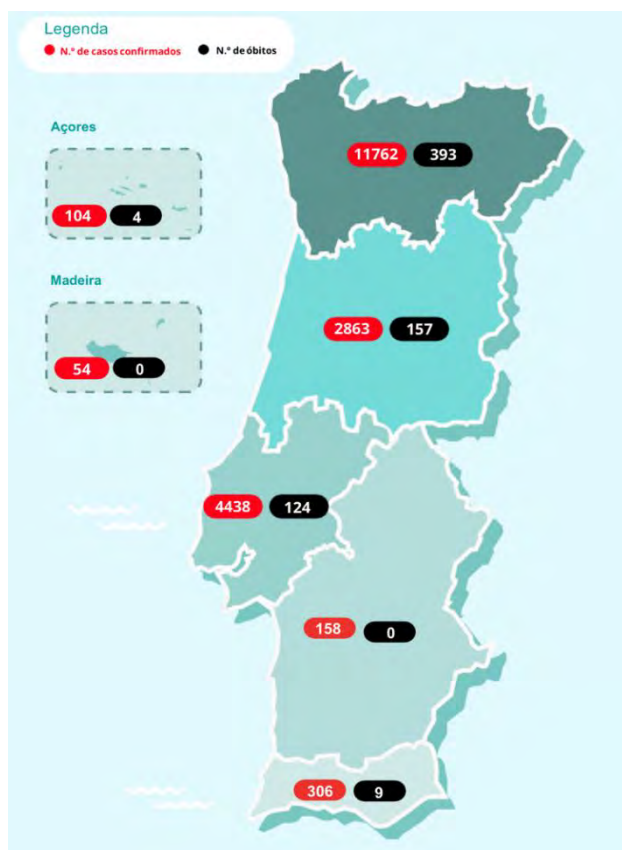 Legenda
N.º de casos confirmados N.º de óbitos
Açores
11762 393
104 4
Madeira
2863 157
54 0
4438 124
158 0
306 9